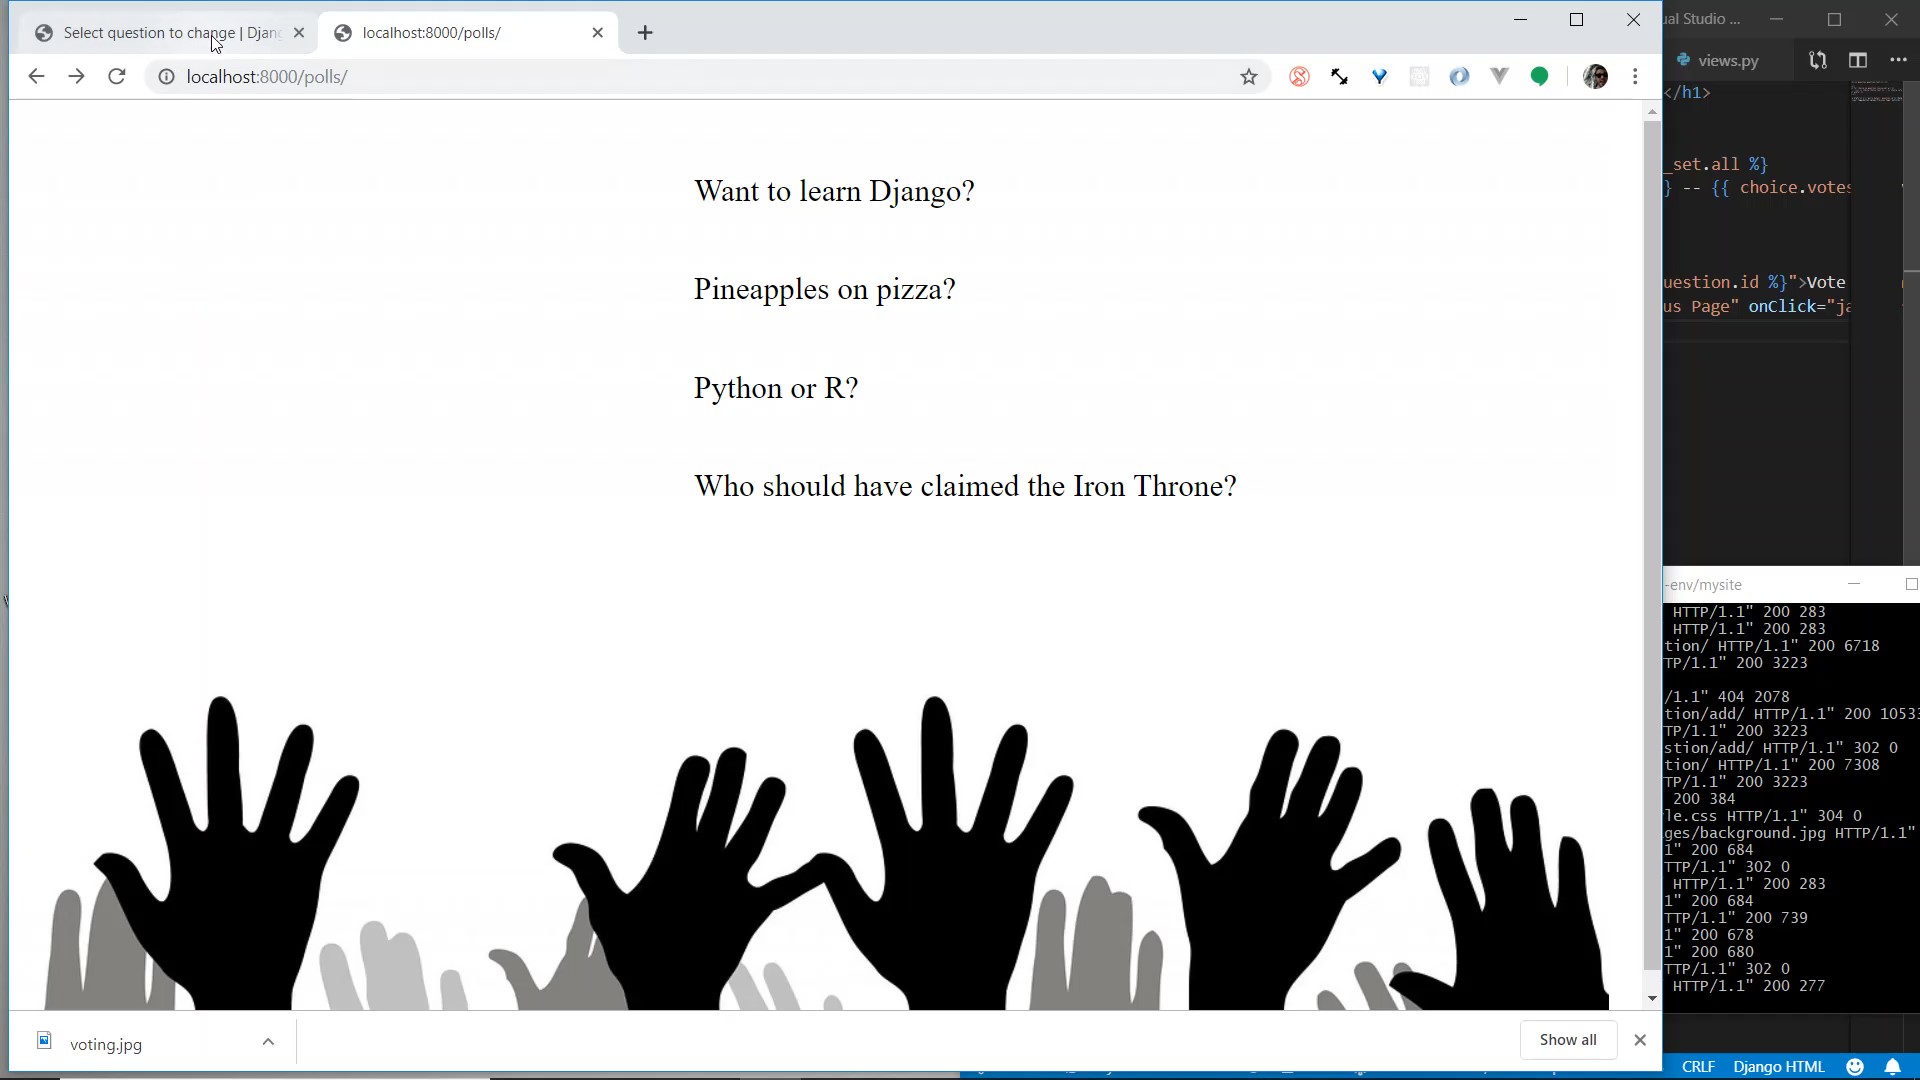 Select question to change | Djan
localhost:8000/polls/
localhost:8000/polls/
Want to learn Django?
Pineapples on pizza?
Python or R?
Who should have claimed the Iron Throne?
voting.jpg
Show all
ual Studio ...
views.py
</h1>
_set.all %}
} -- {{ choice.votes
uestion.id %}">Vote
us Page" onClick="ja
-env/mysite
HTTP/1.1" 200 283
HTTP/1.1" 200 283
tion/ HTTP/1.1" 200 6718
TP/1.1" 200 3223
/1.1" 404 2078
tion/add/ HTTP/1.1" 200 10533
TP/1.1" 200 3223
stion/add/ HTTP/1.1" 302 0
tion/ HTTP/1.1" 200 7308
TP/1.1" 200 3223
200 384
le.css HTTP/1.1" 304 0
ges/background.jpg HTTP/1.1"
1" 200 684
TTP/1.1" 302 0
HTTP/1.1" 200 283
1" 200 684
TTP/1.1" 200 739
1" 200 678
1" 200 680
TTP/1.1" 302 0
HTTP/1.1" 200 277
CRLF
Django HTML